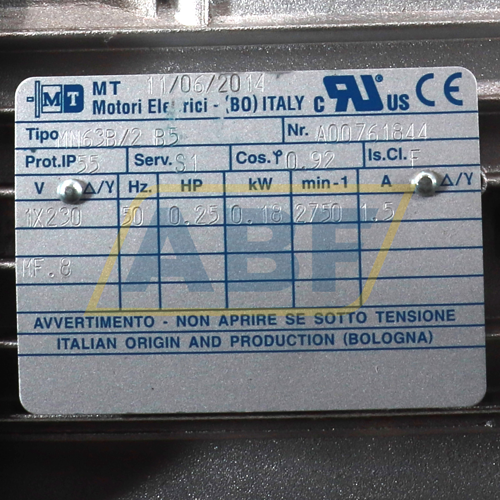 MT MT 11/06/2014
Motori Elettrici - (BO) ITALY c RU US CE
Tipo MN63B/2 B5 Nr. A00761844
Prot.IP 55 Serv. S1 Cos.φ 0.92 Is.Cl. F
V Δ/Y Hz. HP kW min-1 A Δ/Y
1X230 50 0.25 0.18 2750 1.5
MF.8
ABF
AVVERTIMENTO - NON APRIRE SE SOTTO TENSIONE
ITALIAN ORIGIN AND PRODUCTION (BOLOGNA)